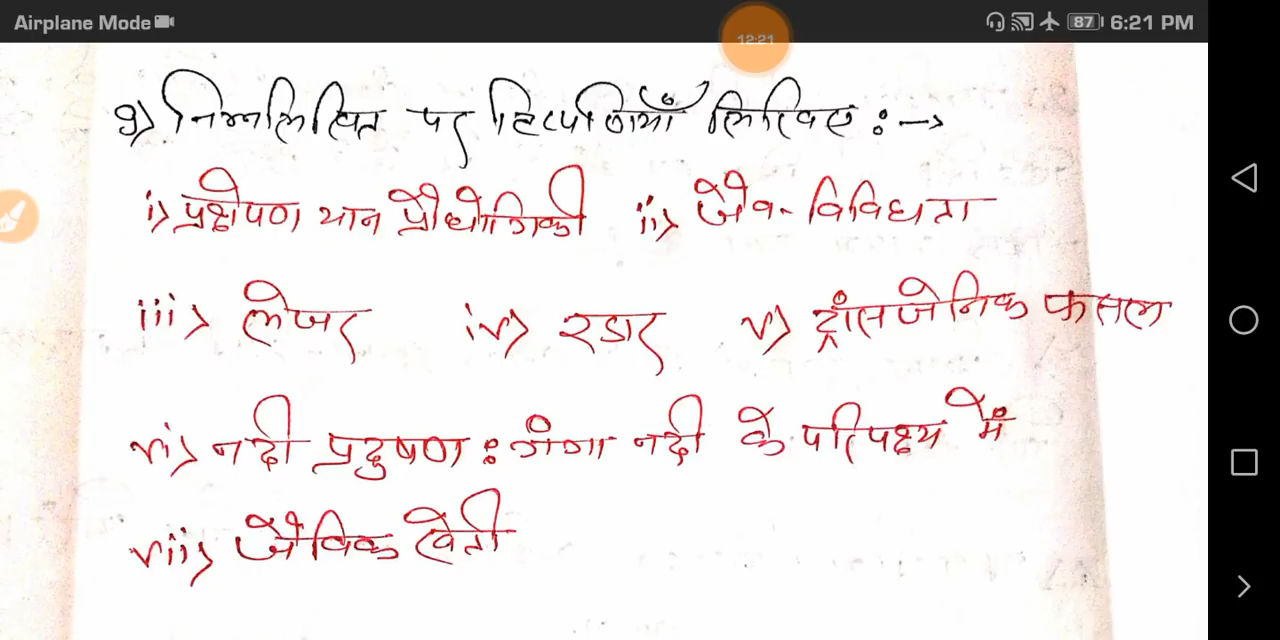 Airplane Mode 87 6:21 PM
12:21
9) निम्नलिखित पर टिप्पणियाँ लिखिए :→
i> प्रक्षेपण यान प्रौद्योगिकी ii> जैव - विविधता
iii> लेजर iv> रडार v> ट्रांसजेनिक फसल
vi> नदी प्रदुषण : गंगा नदी के परिपक्ष्य में
vii> जैविक खेती